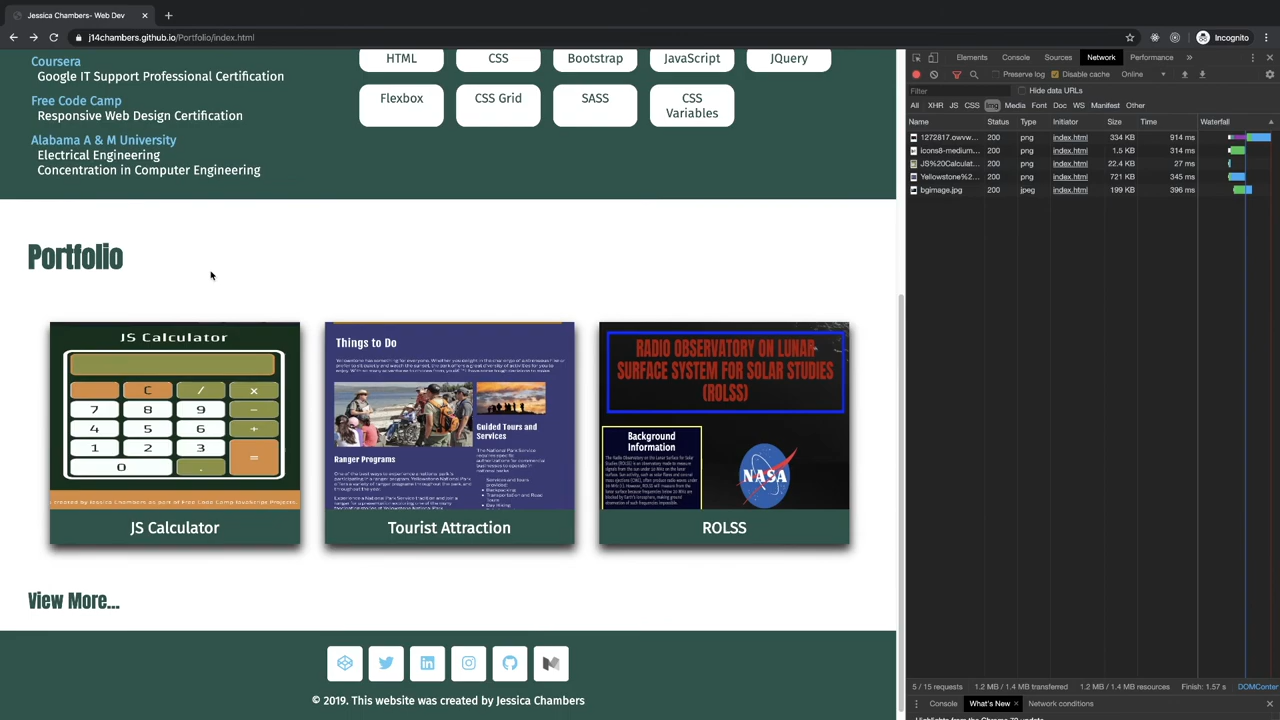 Jessica Chambers- Web Dev
j14chambers.github.io/Portfolio/index.html
Incognito
Coursera
Google IT Support Professional Certification
Free Code Camp
Responsive Web Design Certification
Alabama A & M University
Electrical Engineering
Concentration in Computer Engineering
HTML CSS Bootstrap JavaScript JQuery
Flexbox CSS Grid SASS CSS
Variables
Portfolio
JS Calculator
C / x
7 8 9 −
4 5 6 +
1 2 3 =
0 .
JS Calculator
Things to Do
Ranger Programs
Guided Tours and
Services
Tourist Attraction
RADIO OBSERVATORY ON LUNAR
SURFACE SYSTEM FOR SOLAR STUDIES
(ROLSS)
Background
Information
NASA
ROLSS
View More...
© 2019. This website was created by Jessica Chambers
Elements Console Sources Network Performance
Preserve log Disable cache Online
Filter
Hide data URLs
All XHR JS CSS Img Media Font Doc WS Manifest Other
Name Status Type Initiator Size Time Waterfall
1272817.owvw... 200 png index.html 334 KB 914 ms
icons8-medium... 200 png index.html 1.5 KB 314 ms
JS%20Calculat... 200 png index.html 22.4 KB 27 ms
Yellowstone%2... 200 png index.html 721 KB 345 ms
bgimage.jpg 200 jpeg index.html 199 KB 396 ms
5 / 15 requests 1.2 MB / 1.4 MB transferred 1.2 MB / 1.4 MB resources Finish: 1.57 s DOMConter
Console What's New Network conditions